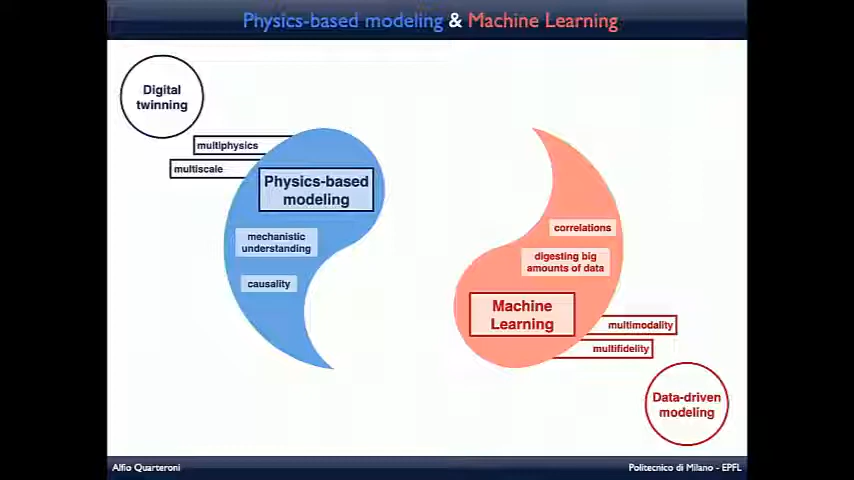 Physics-based modeling & Machine Learning
Digital
twinning
multiphysics
multiscale
Physics-based
modeling
mechanistic
understanding
causality
correlations
digesting big
amounts of data
Machine
Learning
multimodality
multifidelity
Data-driven
modeling
Alfio Quarteroni
Politecnico di Milano - EPFL